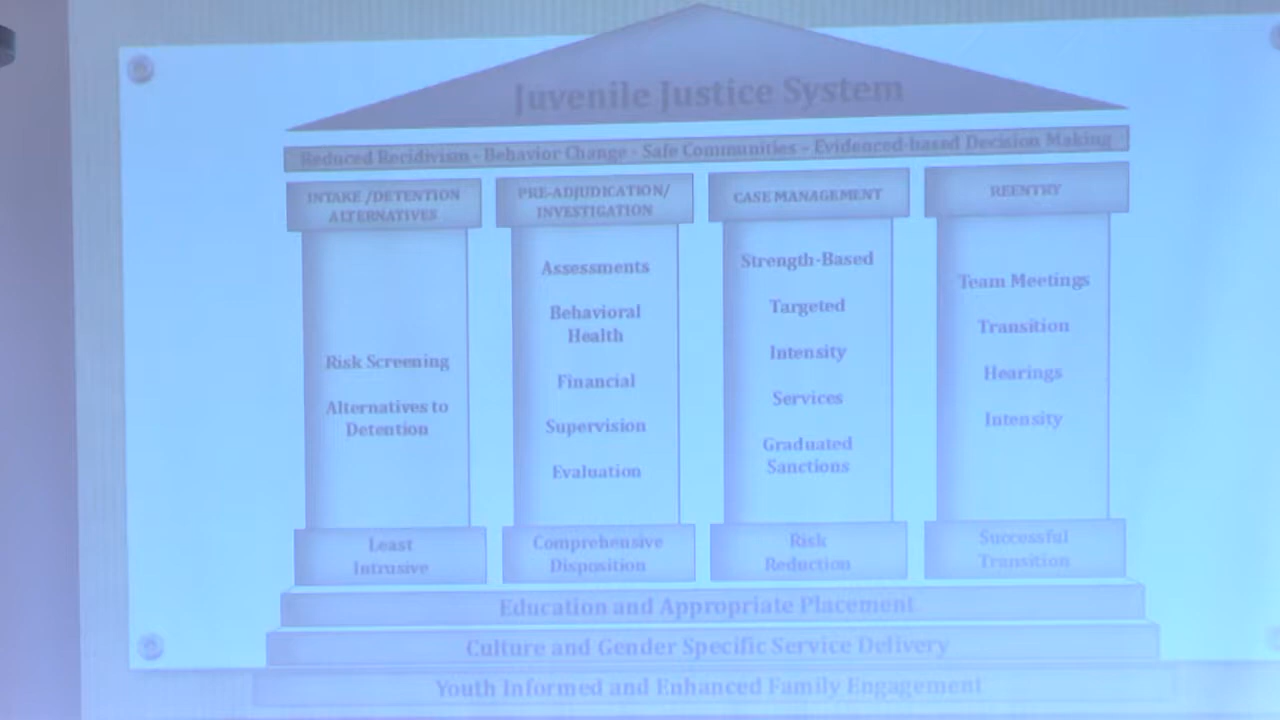 Juvenile Justice System
Reduced Recidivism - Behavior Change - Safe Communities - Evidenced-based Decision Making
INTAKE /DETENTION
ALTERNATIVES
Risk Screening
Alternatives to
Detention
Least
Intrusive
PRE-ADJUDICATION/
INVESTIGATION
Assessments
Behavioral
Health
Financial
Supervision
Evaluation
Comprehensive
Disposition
CASE MANAGEMENT
Strength-Based
Targeted
Intensity
Services
Graduated
Sanctions
Risk
Reduction
REENTRY
Team Meetings
Transition
Hearings
Intensity
Successful
Transition
Education and Appropriate Placement
Culture and Gender Specific Service Delivery
Youth Informed and Enhanced Family Engagement